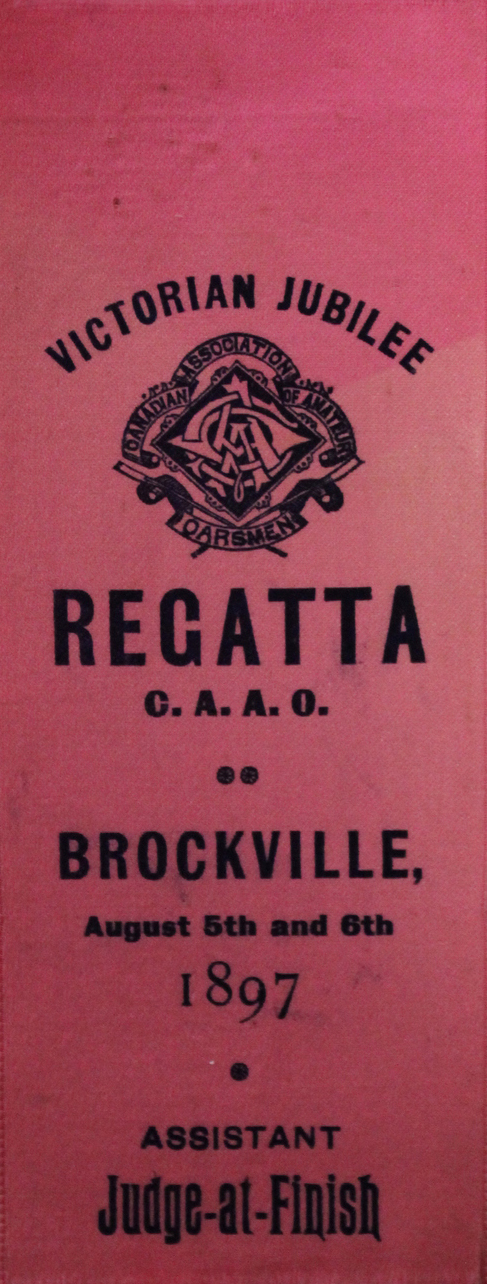 VICTORIAN JUBILEE
CANADIAN ASSOCIATION OF AMATEUR
OARSMEN
REGATTA
C. A. A. O.
BROCKVILLE,
August 5th and 6th
1897
ASSISTANT
Judge-at-Finish